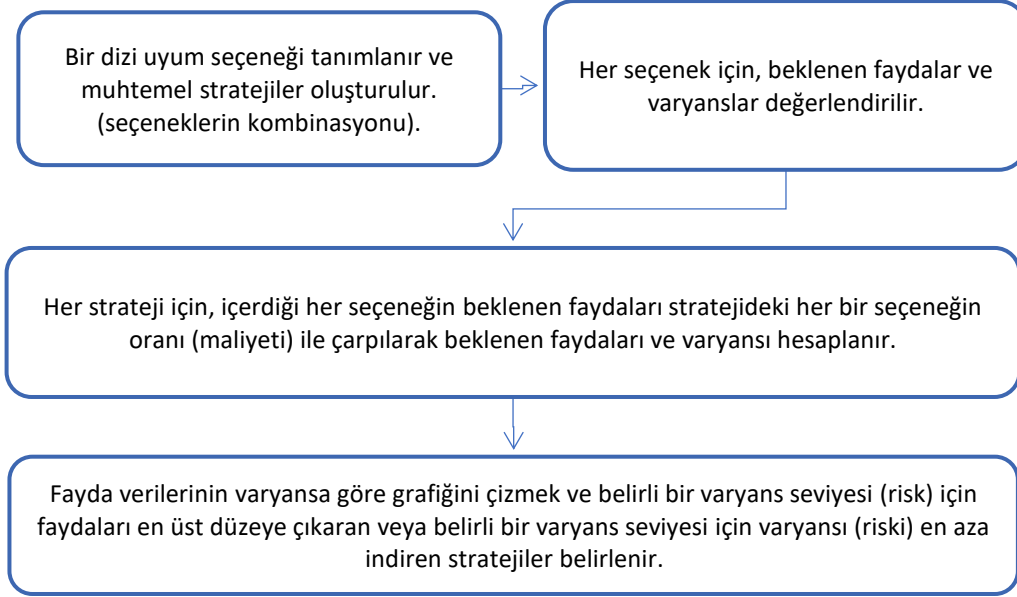 Bir dizi uyum seçeneği tanımlanır ve
muhtemel stratejiler oluşturulur.
(seçeneklerin kombinasyonu).
Her seçenek için, beklenen faydalar ve
varyanslar değerlendirilir.
Her strateji için, içerdiği her seçeneğin beklenen faydaları stratejideki her bir seçeneğin
oranı (maliyeti) ile çarpılarak beklenen faydaları ve varyansı hesaplanır.
Fayda verilerinin varyansa göre grafiğini çizmek ve belirli bir varyans seviyesi (risk) için
faydaları en üst düzeye çıkaran veya belirli bir varyans seviyesi için varyansı (riski) en aza
indiren stratejiler belirlenir.